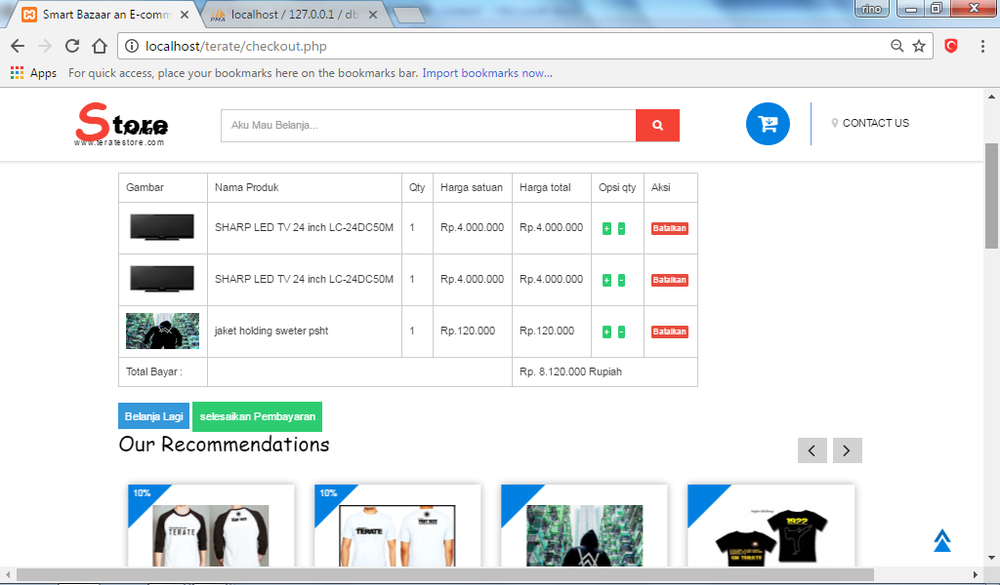 Smart Bazaar an E-comm
localhost / 127.0.0.1 / db
rino
localhost/terate/checkout.php
Apps For quick access, place your bookmarks here on the bookmarks bar. Import bookmarks now...
Store
Terate
www.teratestore.com
Aku Mau Belanja...
CONTACT US
Gambar Nama Produk Qty Harga satuan Harga total Opsi qty Aksi
SHARP LED TV 24 inch LC-24DC50M 1 Rp.4.000.000 Rp.4.000.000 + - Batalkan
SHARP LED TV 24 inch LC-24DC50M 1 Rp.4.000.000 Rp.4.000.000 + - Batalkan
jaket holding sweter psht 1 Rp.120.000 Rp.120.000 + - Batalkan
Total Bayar : Rp. 8.120.000 Rupiah
Belanja Lagi selesaikan Pembayaran
Our Recommendations
10% 10%
TERATE TERATE 1922
SH TERATE